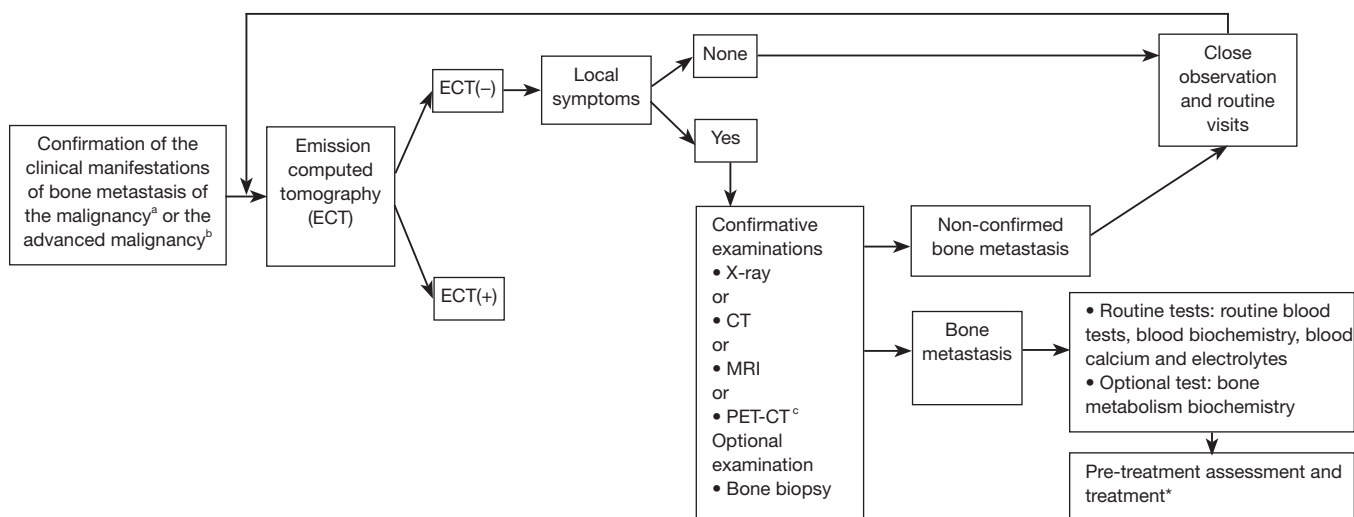 Confirmation of the
clinical manifestations
of bone metastasis of
the malignancyᵃ or the
advanced malignancyᵇ
Emission
computed
tomography
(ECT)
ECT(–)
ECT(+)
Local
symptoms
None
Yes
Close
observation
and routine
visits
Confirmative
examinations
• X-ray
or
• CT
or
• MRI
or
• PET-CT ᶜ
Optional
examination
• Bone biopsy
Non-confirmed
bone metastasis
Bone
metastasis
• Routine tests: routine blood
tests, blood biochemistry, blood
calcium and electrolytes
• Optional test: bone
metabolism biochemistry
Pre-treatment assessment and
treatment*